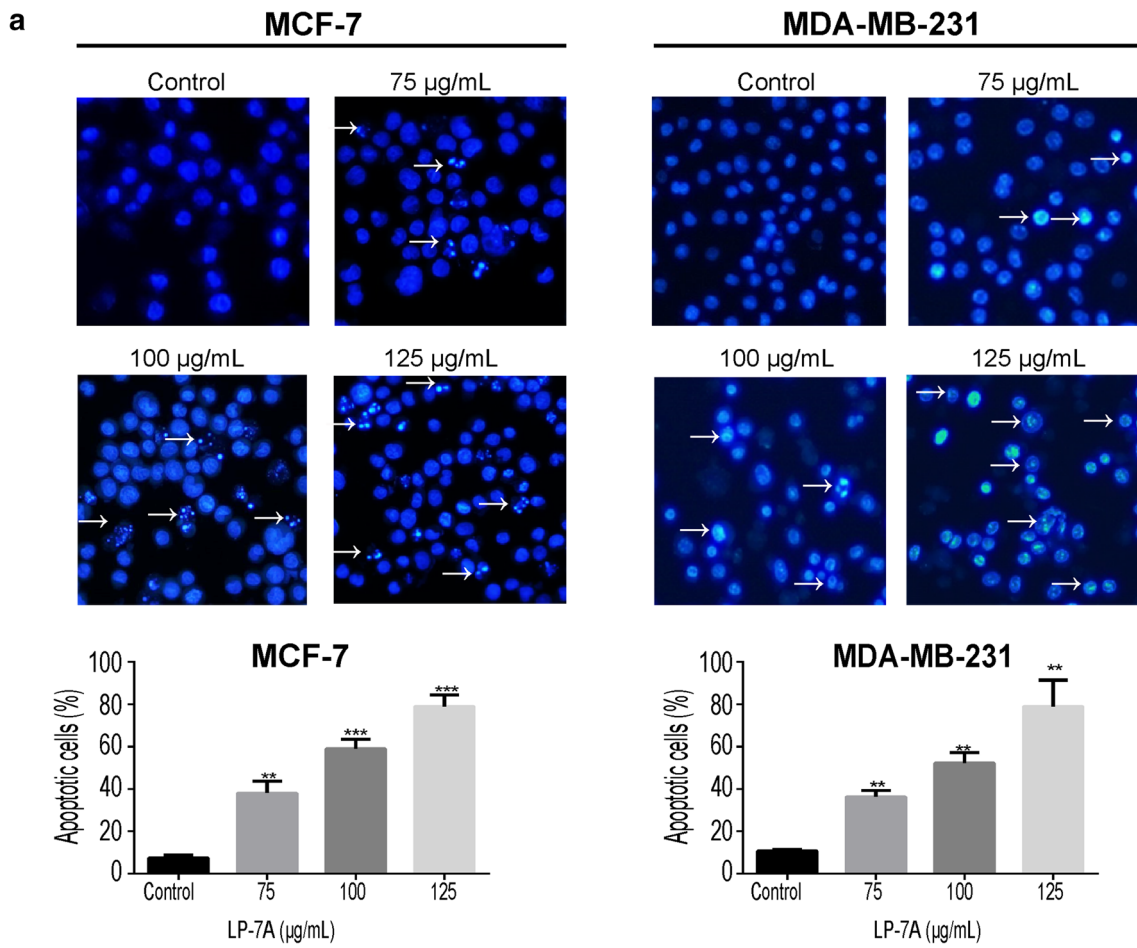 a
MCF-7
MDA-MB-231
Control
75 µg/mL
Control
75 µg/mL
100 µg/mL
125 µg/mL
100 µg/mL
125 µg/mL
MCF-7
Apoptotic cells (%)
100
80
60
40
20
0
**
***
***
Control
75
100
125
LP-7A (µg/mL)
MDA-MB-231
Apoptotic cells (%)
100
80
60
40
20
0
**
**
**
Control
75
100
125
LP-7A (µg/mL)